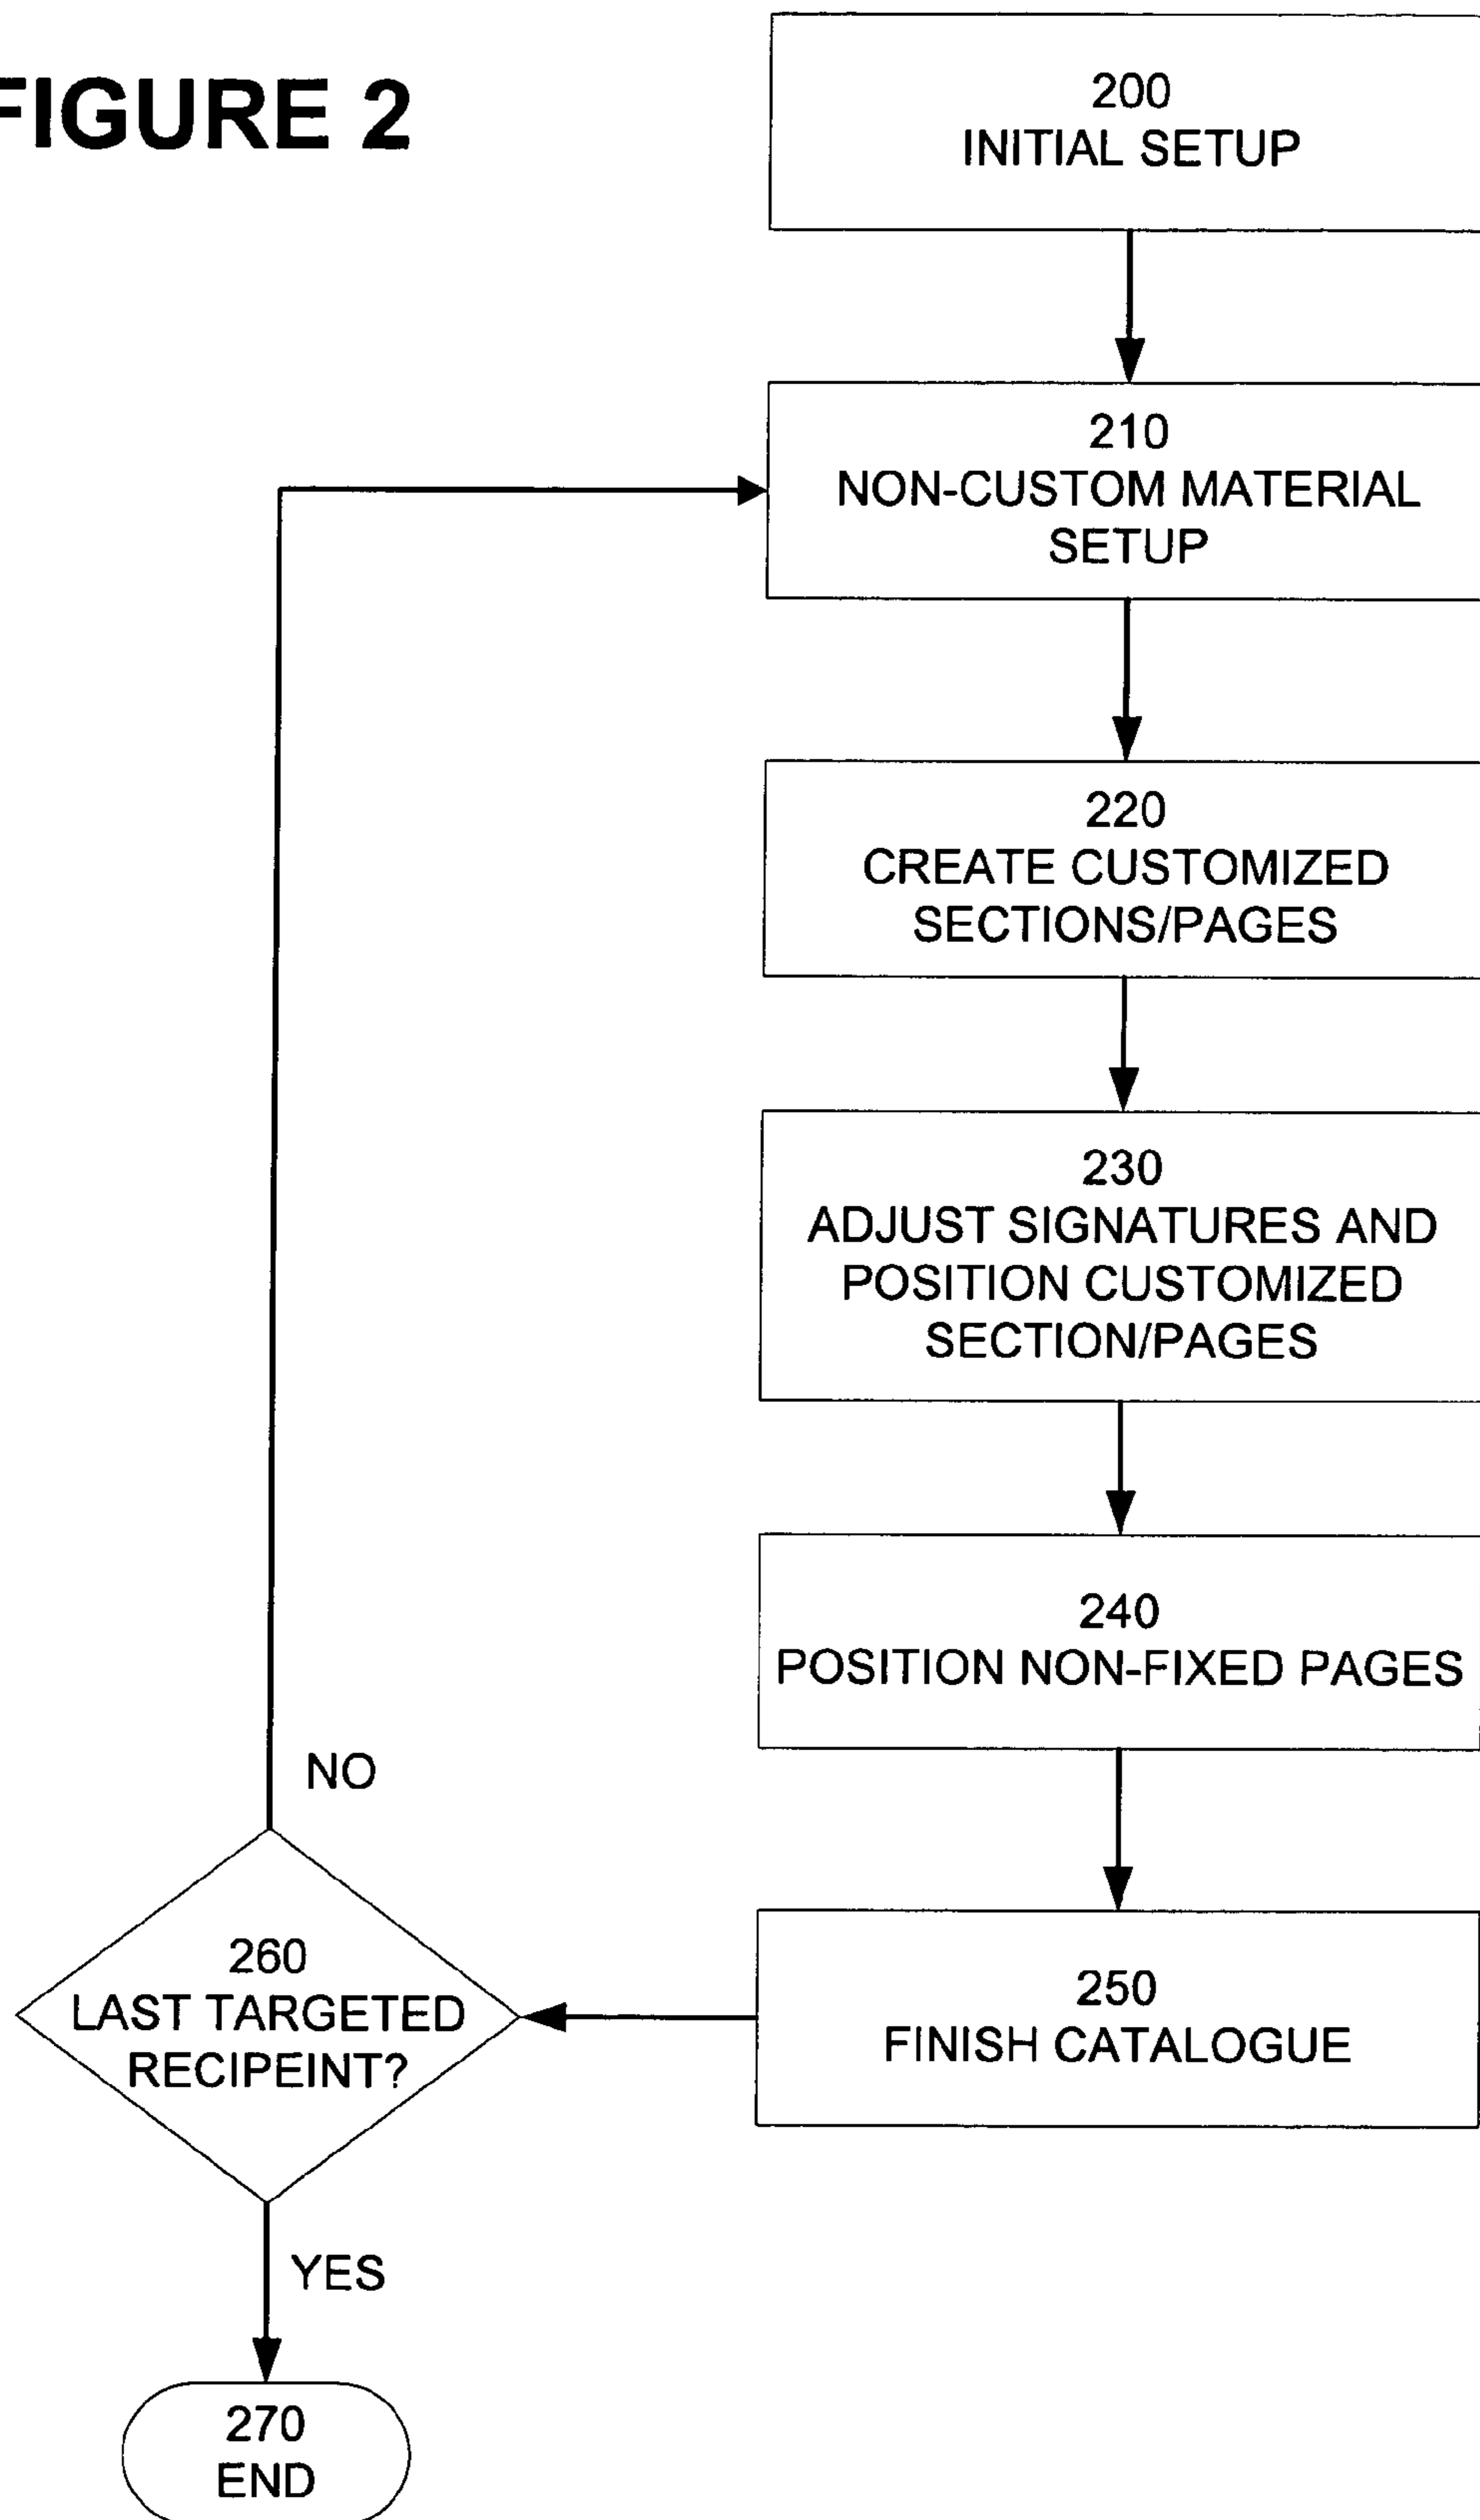 FIGURE 2
200
INITIAL SETUP
210
NON-CUSTOM MATERIAL
SETUP
220
CREATE CUSTOMIZED
SECTIONS/PAGES
230
ADJUST SIGNATURES AND
POSITION CUSTOMIZED
SECTION/PAGES
240
POSITION NON-FIXED PAGES
250
FINISH CATALOGUE
NO
260
LAST TARGETED
RECIPEINT?
YES
270
END